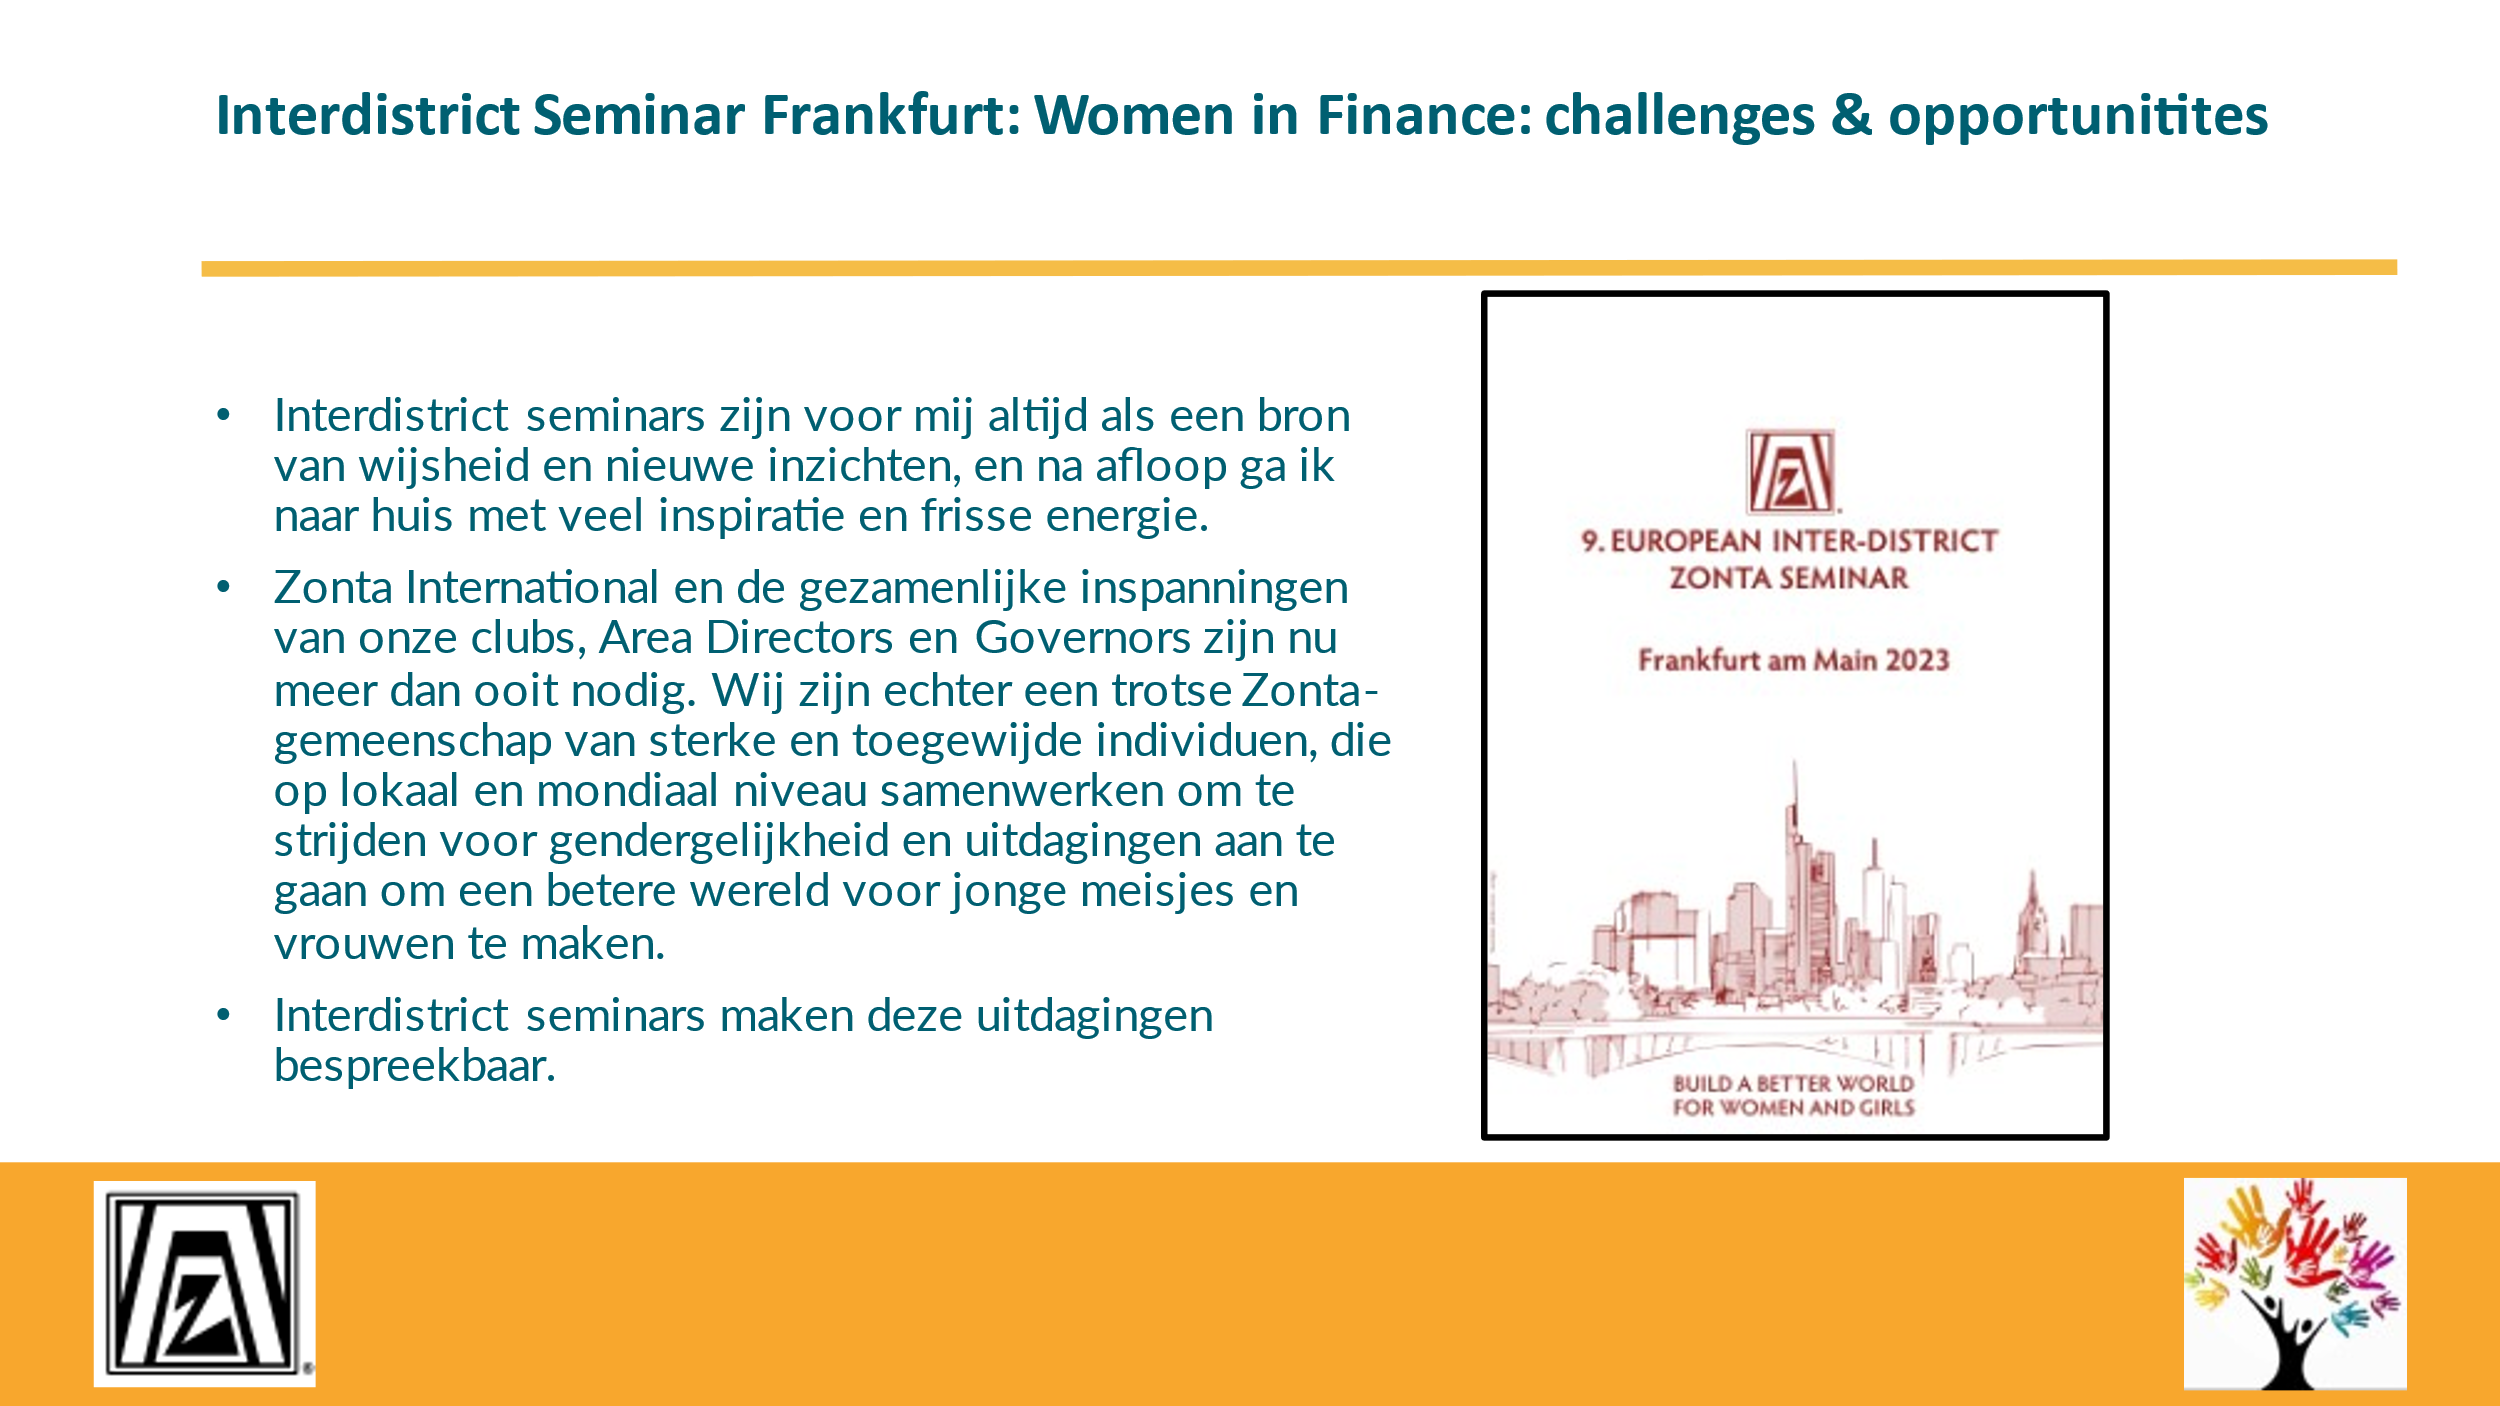 Interdistrict Seminar Frankfurt: Women in Finance: challenges & opportunitites
• Interdistrict seminars zijn voor mij altijd als een bron
van wijsheid en nieuwe inzichten, en na afloop ga ik
naar huis met veel inspiratie en frisse energie.
• Zonta International en de gezamenlijke inspanningen
van onze clubs, Area Directors en Governors zijn nu
meer dan ooit nodig. Wij zijn echter een trotse Zonta-
gemeenschap van sterke en toegewijde individuen, die
op lokaal en mondiaal niveau samenwerken om te
strijden voor gendergelijkheid en uitdagingen aan te
gaan om een betere wereld voor jonge meisjes en
vrouwen te maken.
• Interdistrict seminars maken deze uitdagingen
bespreekbaar.
9. EUROPEAN INTER-DISTRICT
ZONTA SEMINAR
Frankfurt am Main 2023
BUILD A BETTER WORLD
FOR WOMEN AND GIRLS